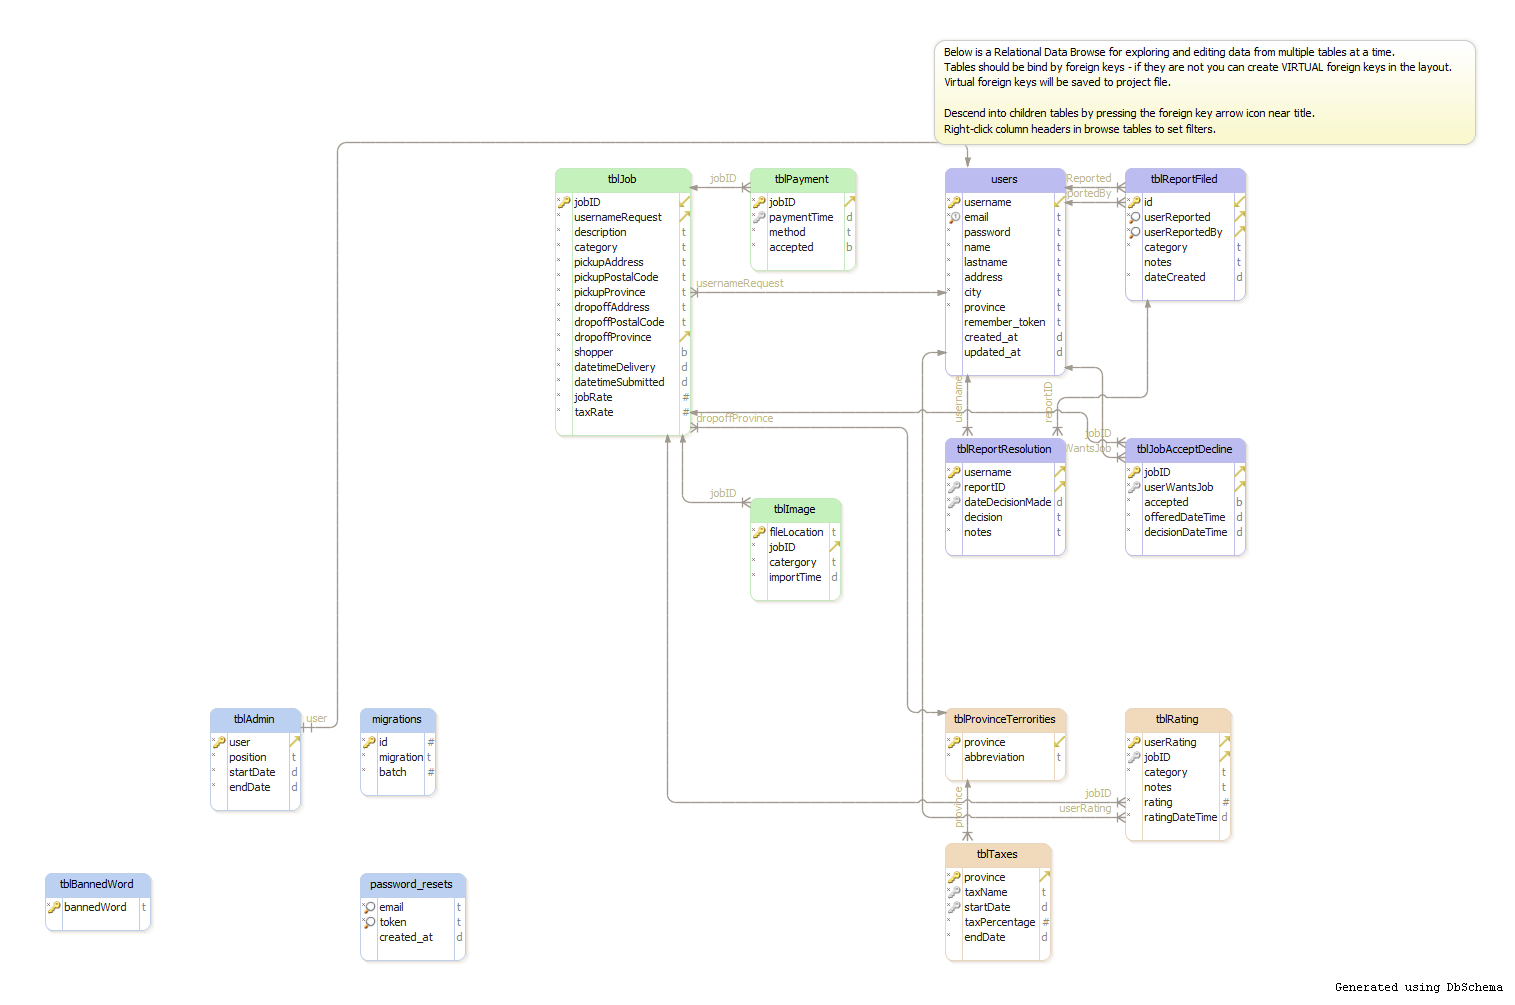 Below is a Relational Data Browse for exploring and editing data from multiple tables at a time.
Tables should be bind by foreign keys - if they are not you can create VIRTUAL foreign keys in the layout.
Virtual foreign keys will be saved to project file.
Descend into children tables by pressing the foreign key arrow icon near title.
Right-click column headers in browse tables to set filters.
tblJob
jobID
usernameRequest
description t
category t
pickupAddress t
pickupPostalCode t
pickupProvince t
dropoffAddress t
dropoffPostalCode t
dropoffProvince
shopper b
datetimeDelivery d
datetimeSubmitted d
jobRate #
taxRate #
jobID
tblPayment
jobID
paymentTime d
method t
accepted b
usernameRequest
users
username
email t
password t
name t
lastname t
address t
city t
province t
remember_token t
created_at d
updated_at d
Reported
portedBy
tblReportFiled
id
userReported
userReportedBy
category t
notes t
dateCreated d
username
reportID
dropoffProvince
jobID
WantsJob
tblReportResolution
username
reportID
dateDecisionMade d
decision t
notes t
tblJobAcceptDecline
jobID
userWantsJob
accepted b
offeredDateTime d
decisionDateTime d
jobID
tblImage
fileLocation t
jobID
catergory t
importTime d
tblAdmin
user
user
position t
startDate d
endDate d
migrations
id #
migration t
batch #
tblProvinceTerrorities
province
abbreviation t
tblRating
userRating
jobID
category t
notes t
rating #
ratingDateTime d
jobID
userRating
province
tblTaxes
province
taxName t
startDate d
taxPercentage #
endDate d
tblBannedWord
bannedWord t
password_resets
email t
token t
created_at d
Generated using DbSchema